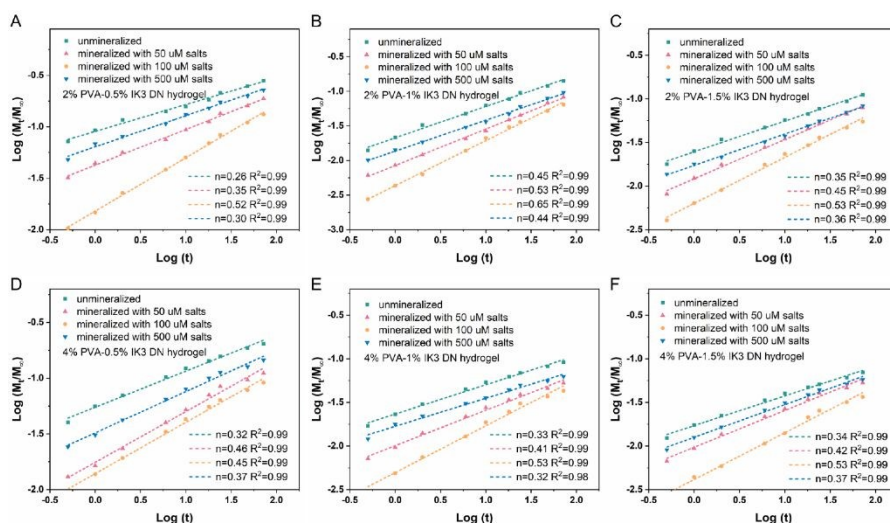 A
unmineralized
mineralized with 50 uM salts
mineralized with 100 uM salts
mineralized with 500 uM salts
2% PVA-0.5% IK3 DN hydrogel
n=0.26 R²=0.99
n=0.35 R²=0.99
n=0.52 R²=0.99
n=0.30 R²=0.99
Log (Mt/M∞)
-0.5
-1.0
-1.5
-2.0
-0.5 0.0 0.5 1.0 1.5 2.0
Log (t)
B
unmineralized
mineralized with 50 uM salts
mineralized with 100 uM salts
mineralized with 500 uM salts
2% PVA-1% IK3 DN hydrogel
n=0.45 R²=0.99
n=0.53 R²=0.99
n=0.65 R²=0.99
n=0.44 R²=0.99
Log (Mt/M∞)
0.0
-0.5
-1.0
-1.5
-2.0
-2.5
-3.0
-0.5 0.0 0.5 1.0 1.5 2.0
Log (t)
C
unmineralized
mineralized with 50 uM salts
mineralized with 100 uM salts
mineralized with 500 uM salts
2% PVA-1.5% IK3 DN hydrogel
n=0.35 R²=0.99
n=0.45 R²=0.99
n=0.53 R²=0.99
n=0.36 R²=0.99
Log (Mt/M∞)
-0.5
-1.0
-1.5
-2.0
-2.5
-0.5 0.0 0.5 1.0 1.5 2.0
Log (t)
D
unmineralized
mineralized with 50 uM salts
mineralized with 100 uM salts
mineralized with 500 uM salts
4% PVA-0.5% IK3 DN hydrogel
n=0.32 R²=0.99
n=0.46 R²=0.99
n=0.45 R²=0.99
n=0.37 R²=0.99
Log (Mt/M∞)
-0.5
-1.0
-1.5
-2.0
-0.5 0.0 0.5 1.0 1.5 2.0
Log (t)
E
unmineralized
mineralized with 50 uM salts
mineralized with 100 uM salts
mineralized with 500 uM salts
4% PVA-1% IK3 DN hydrogel
n=0.33 R²=0.99
n=0.41 R²=0.99
n=0.53 R²=0.99
n=0.32 R²=0.98
Log (Mt/M∞)
-0.5
-1.0
-1.5
-2.0
-2.5
-0.5 0.0 0.5 1.0 1.5 2.0
Log (t)
F
unmineralized
mineralized with 50 uM salts
mineralized with 100 uM salts
mineralized with 500 uM salts
4% PVA-1.5% IK3 DN hydrogel
n=0.34 R²=0.99
n=0.42 R²=0.99
n=0.53 R²=0.99
n=0.37 R²=0.99
Log (Mt/M∞)
-0.5
-1.0
-1.5
-2.0
-2.5
-0.5 0.0 0.5 1.0 1.5 2.0
Log (t)